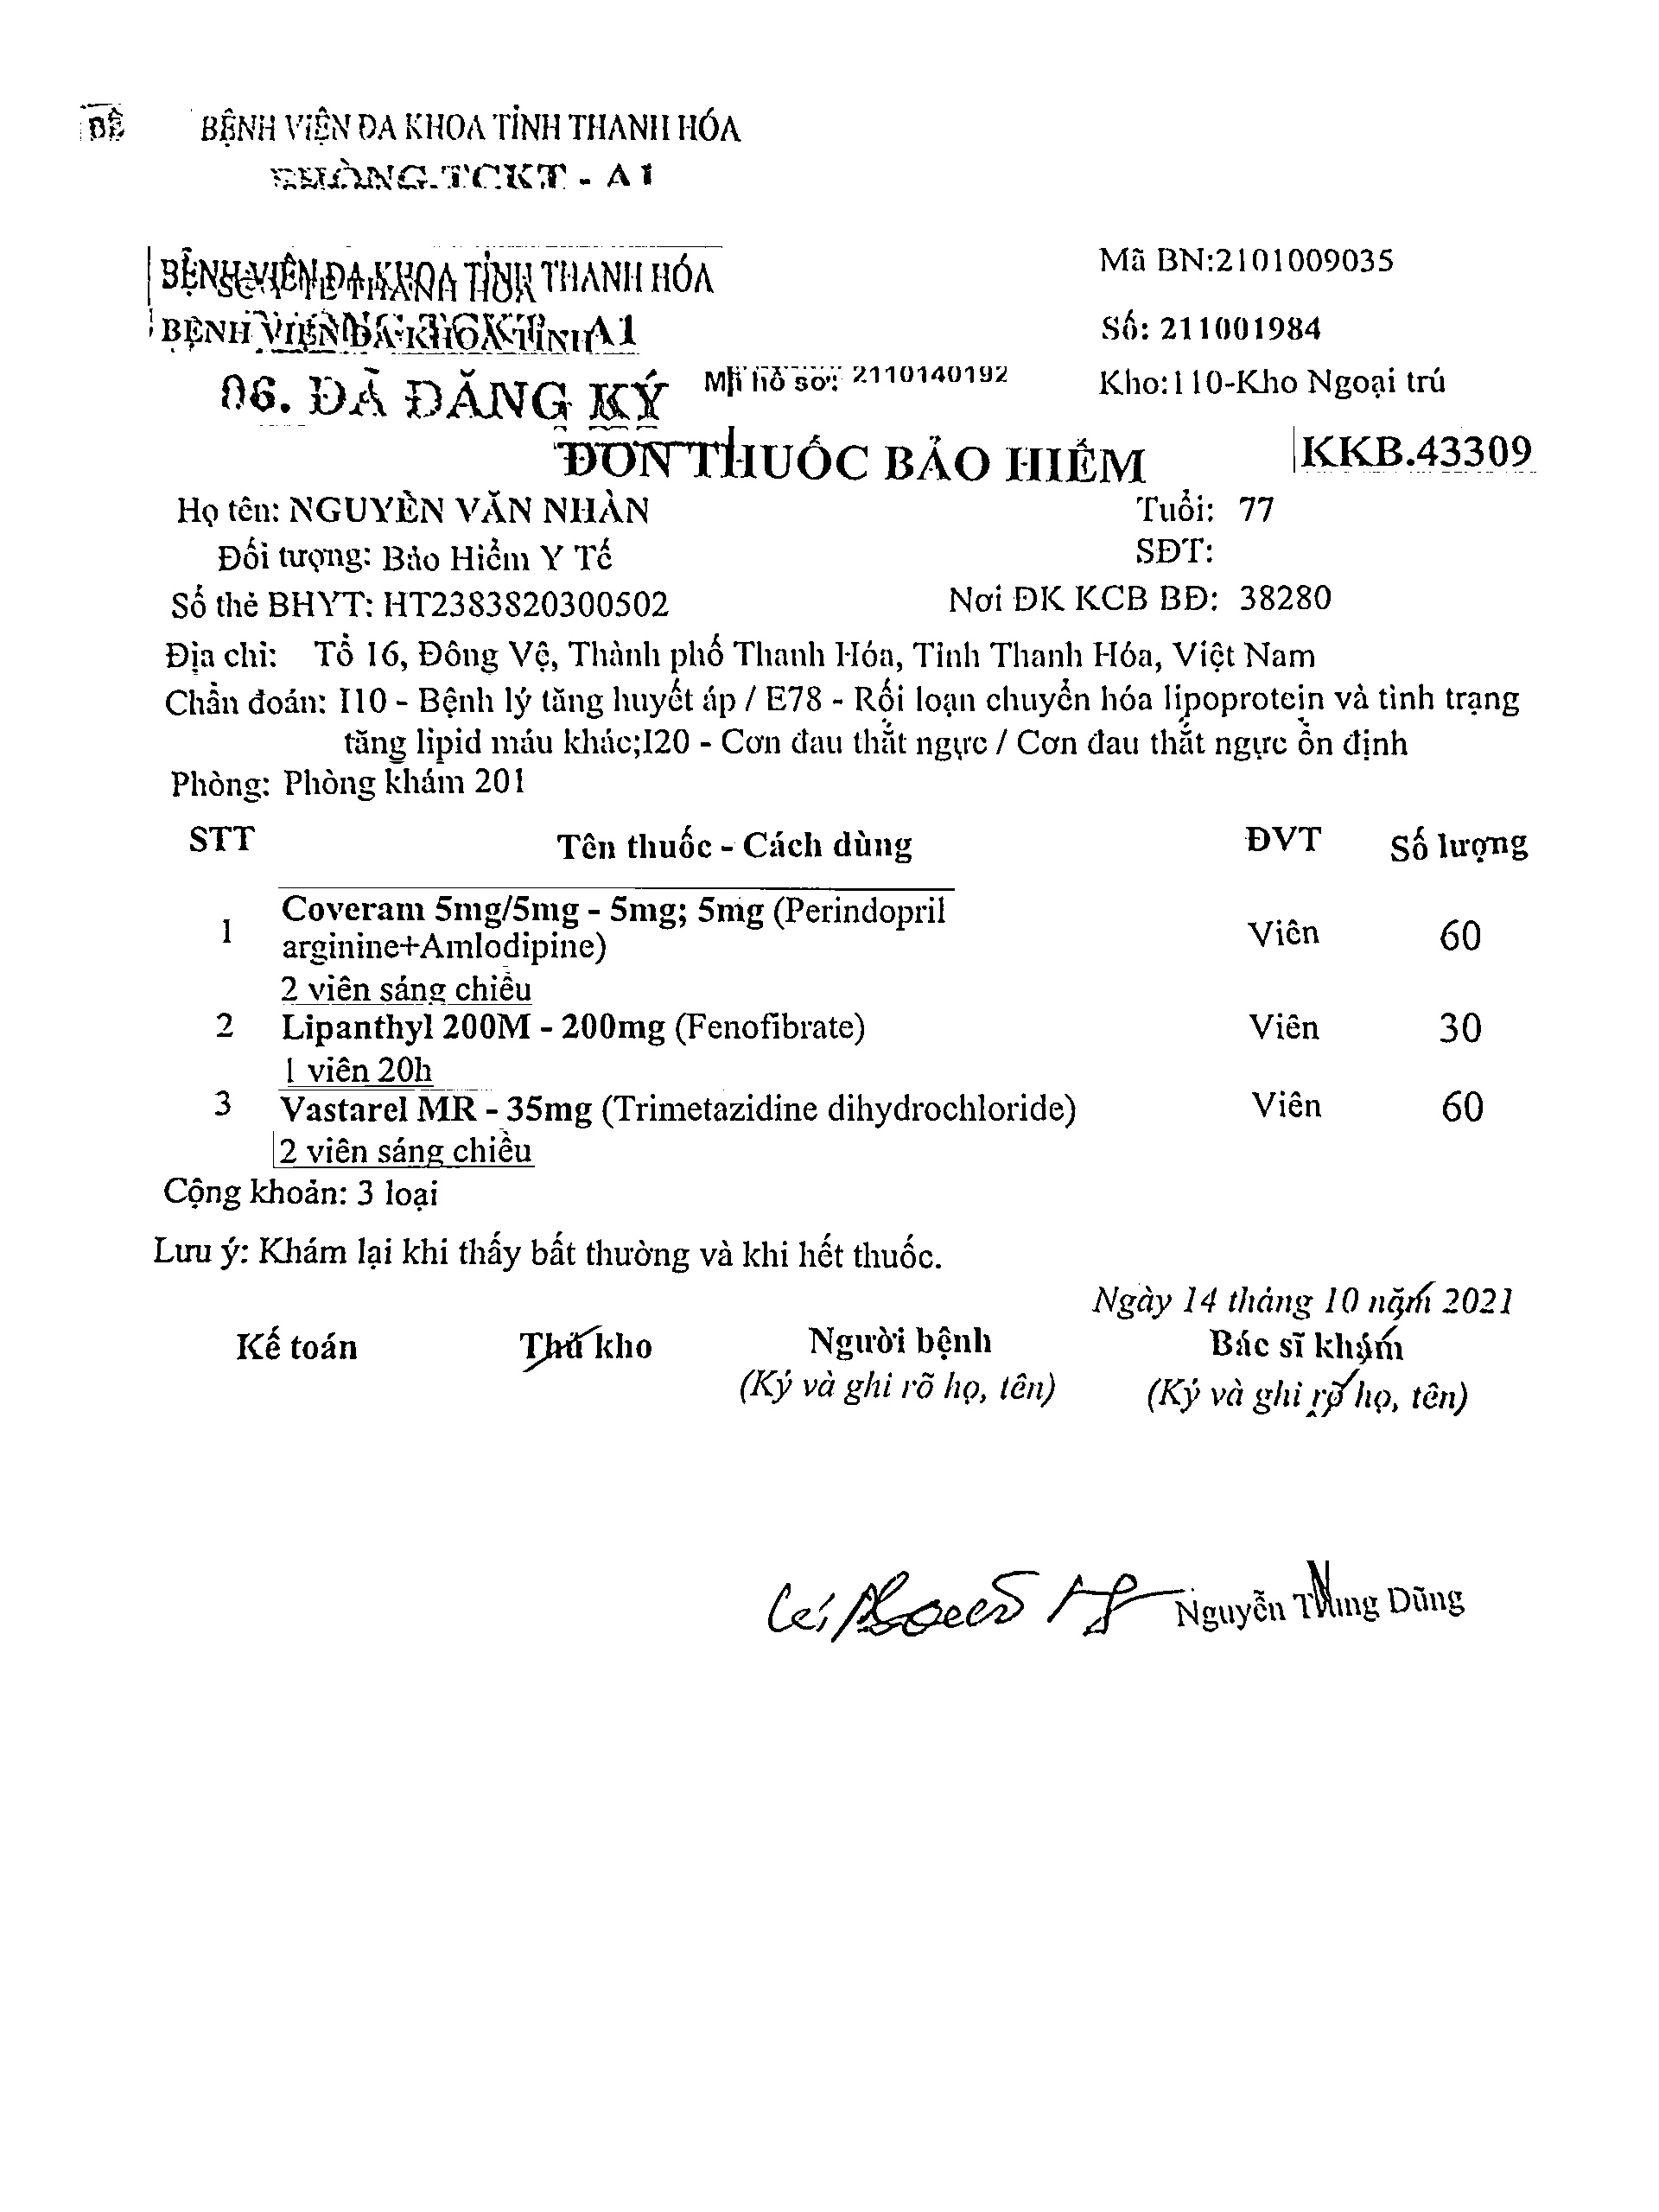 BỆNH VIỆN ĐA KHOA TỈNH THANH HÓA
PHÒNG.TCKT - A1
BỆNH VIỆN ĐA KHOA TỈNH THANH HÓA
Mã BN:2101009035
BỆNH VIỆN A1
Số: 211001984
06. ĐÃ ĐĂNG KÝ
Mã hồ sơ: 2110140192
Kho:110-Kho Ngoại trú
ĐƠN THUỐC BẢO HIỂM
KKB.43309
Họ tên: NGUYỄN VĂN NHÀN
Tuổi: 77
Đối tượng: Bảo Hiểm Y Tế
SĐT:
Số thẻ BHYT: HT2383820300502
Nơi ĐK KCB BĐ: 38280
Địa chỉ: Tổ 16, Đông Vệ, Thành phố Thanh Hóa, Tỉnh Thanh Hóa, Việt Nam
Chẩn đoán: I10 - Bệnh lý tăng huyết áp / E78 - Rối loạn chuyển hóa lipoprotein và tình trạng
tăng lipid máu khác;I20 - Cơn đau thắt ngực / Cơn đau thắt ngực ổn định
Phòng: Phòng khám 201
STT Tên thuốc - Cách dùng ĐVT Số lượng
1 Coveram 5mg/5mg - 5mg; 5mg (Perindopril
arginine+Amlodipine) Viên 60
2 viên sáng chiều
2 Lipanthyl 200M - 200mg (Fenofibrate) Viên 30
1 viên 20h
3 Vastarel MR - 35mg (Trimetazidine dihydrochloride) Viên 60
2 viên sáng chiều
Cộng khoản: 3 loại
Lưu ý: Khám lại khi thấy bất thường và khi hết thuốc.
Ngày 14 tháng 10 năm 2021
Kế toán Thủ kho Người bệnh Bác sĩ khám
(Ký và ghi rõ họ, tên) (Ký và ghi rõ họ, tên)
Nguyễn Trung Dũng